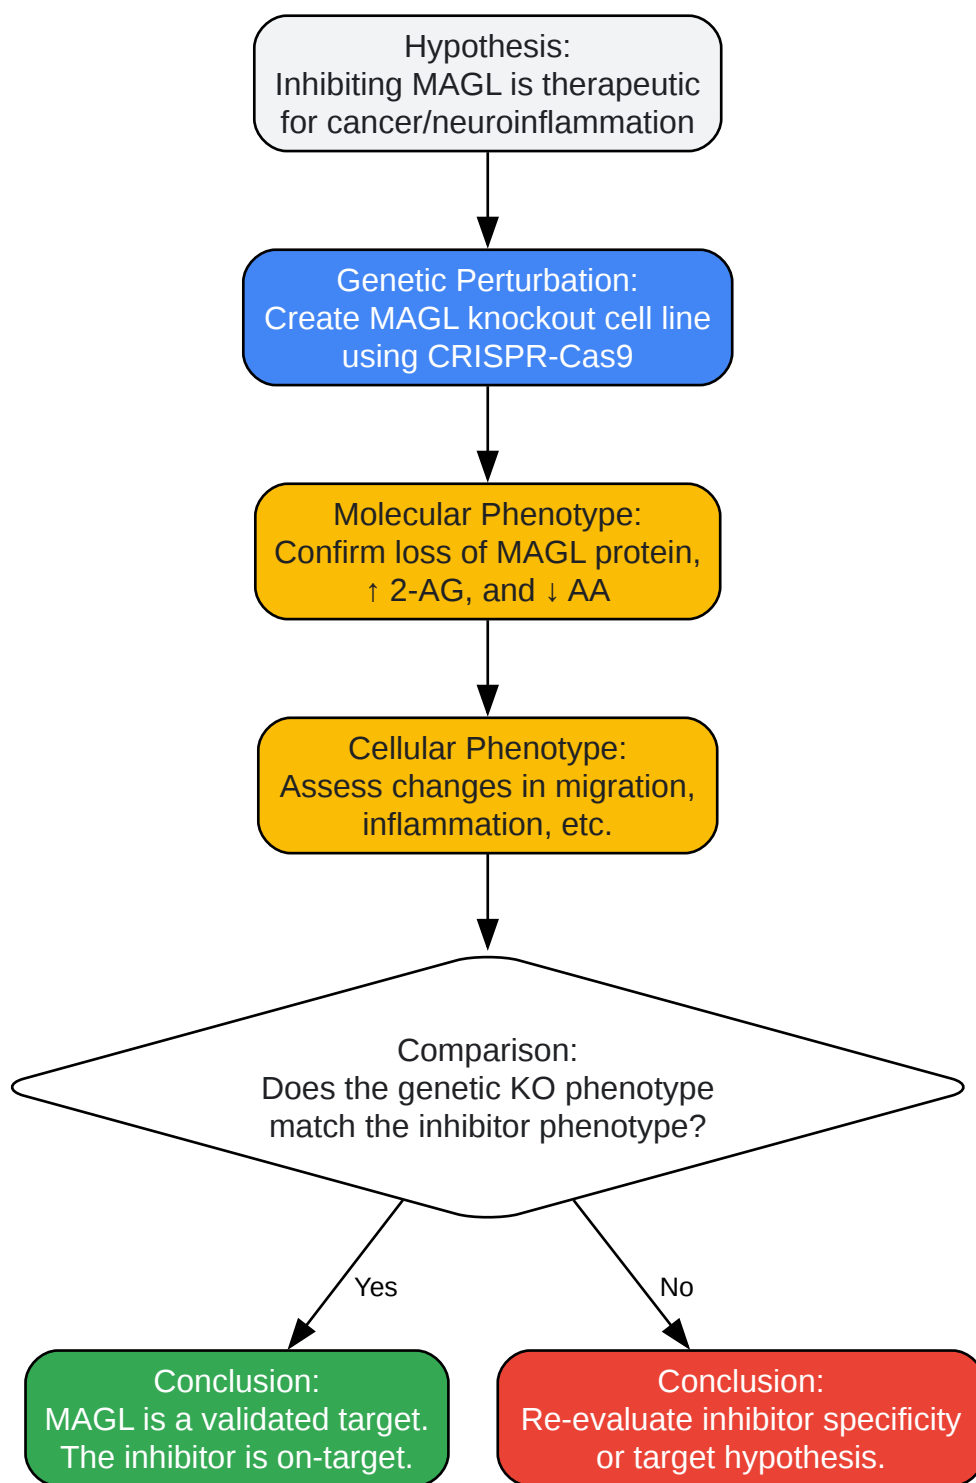 Hypothesis:
Inhibiting MAGL is therapeutic
for cancer/neuroinflammation
Genetic Perturbation:
Create MAGL knockout cell line
using CRISPR-Cas9
Molecular Phenotype:
Confirm loss of MAGL protein,
↑ 2-AG, and ↓ AA
Cellular Phenotype:
Assess changes in migration,
inflammation, etc.
Comparison:
Does the genetic KO phenotype
match the inhibitor phenotype?
Yes
No
Conclusion:
MAGL is a validated target.
The inhibitor is on-target.
Conclusion:
Re-evaluate inhibitor specificity
or target hypothesis.